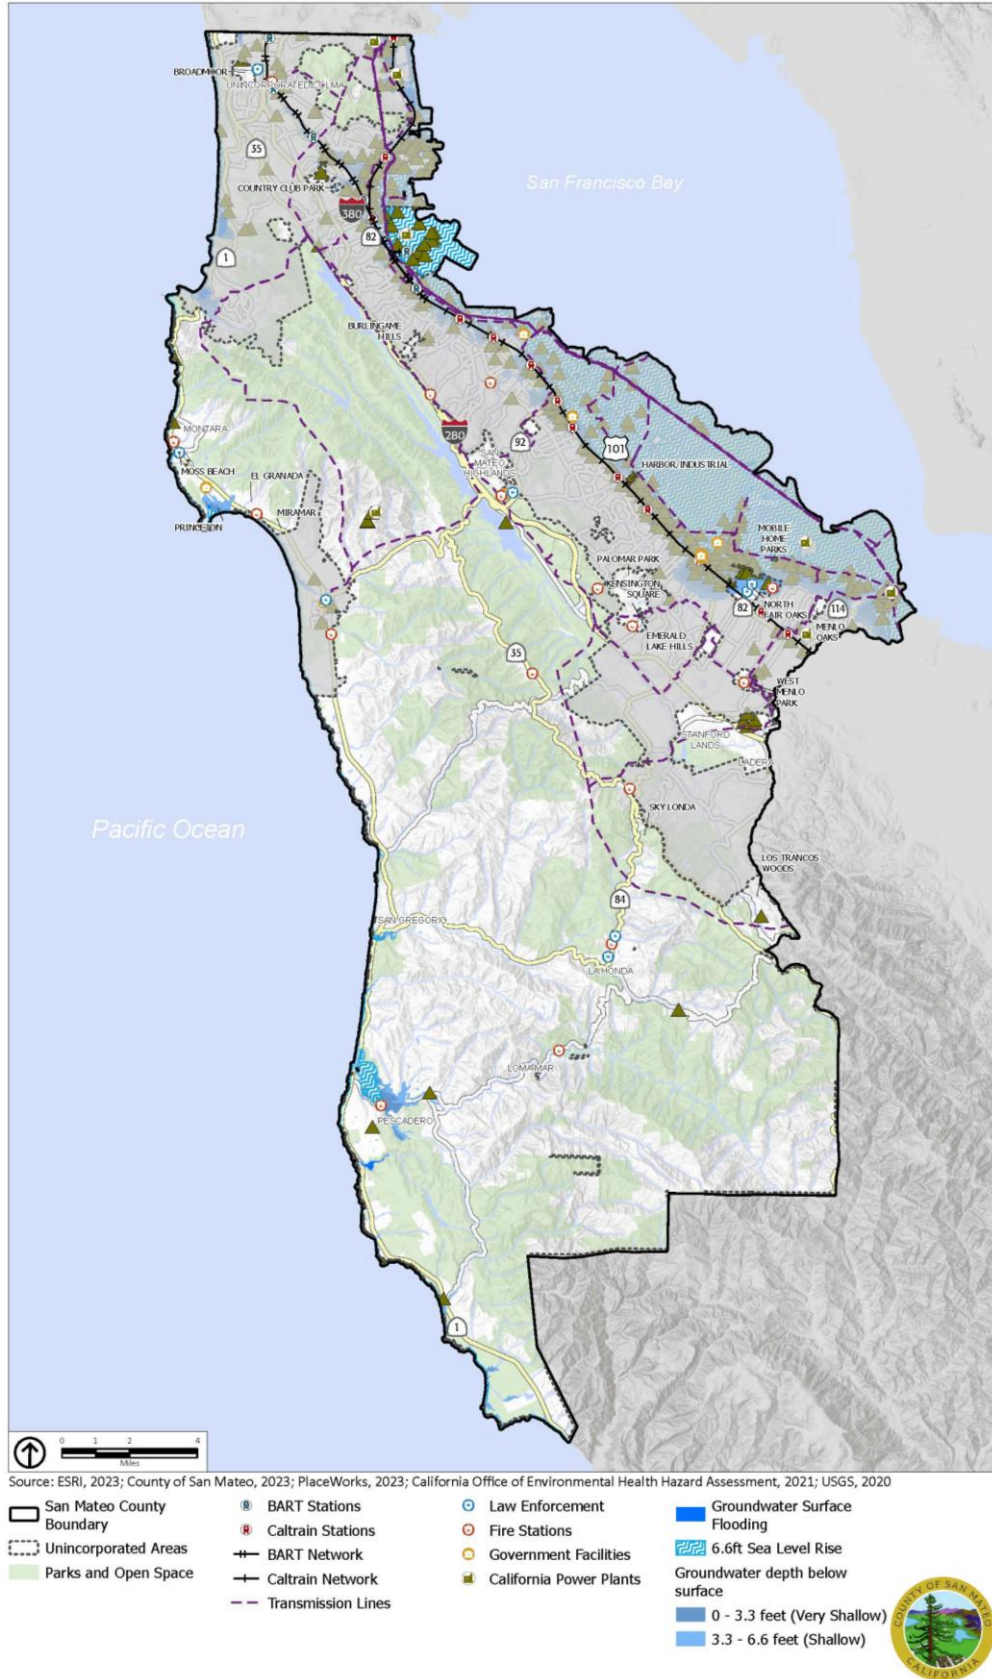 BROADMOOR
UNINCORPORATED COLMA
35
San Francisco Bay
COUNTRY CLUB PARK
380
82
1
BURLINGAME
HILLS
280
92
101
SAN
MATEO
HIGHLANDS
HARBOR/INDUSTRIAL
MONTARA
MOSS BEACH
EL GRANADA
MIRAMAR
PRINCETON
MOBILE
HOME
PARKS
PALOMAR PARK
KENSINGTON
SQUARE
82
NORTH
FAIR OAKS
114
MENLO
OAKS
EMERALD
LAKE HILLS
35
WEST
MENLO
PARK
STANFORD
LANDS
LADERA
SKY LONDA
Pacific Ocean
LOS TRANCOS
WOODS
84
SAN GREGORIO
LA HONDA
LOMA MAR
PESCADERO
1
0 1 2 4
Miles
Source: ESRI, 2023; County of San Mateo, 2023; PlaceWorks, 2023; California Office of Environmental Health Hazard Assessment, 2021; USGS, 2020
San Mateo County
Boundary
Unincorporated Areas
Parks and Open Space
BART Stations
Caltrain Stations
BART Network
Caltrain Network
Transmission Lines
Law Enforcement
Fire Stations
Government Facilities
California Power Plants
Groundwater Surface
Flooding
6.6ft Sea Level Rise
Groundwater depth below
surface
0 - 3.3 feet (Very Shallow)
3.3 - 6.6 feet (Shallow)
COUNTY OF SAN MATEO
CALIFORNIA